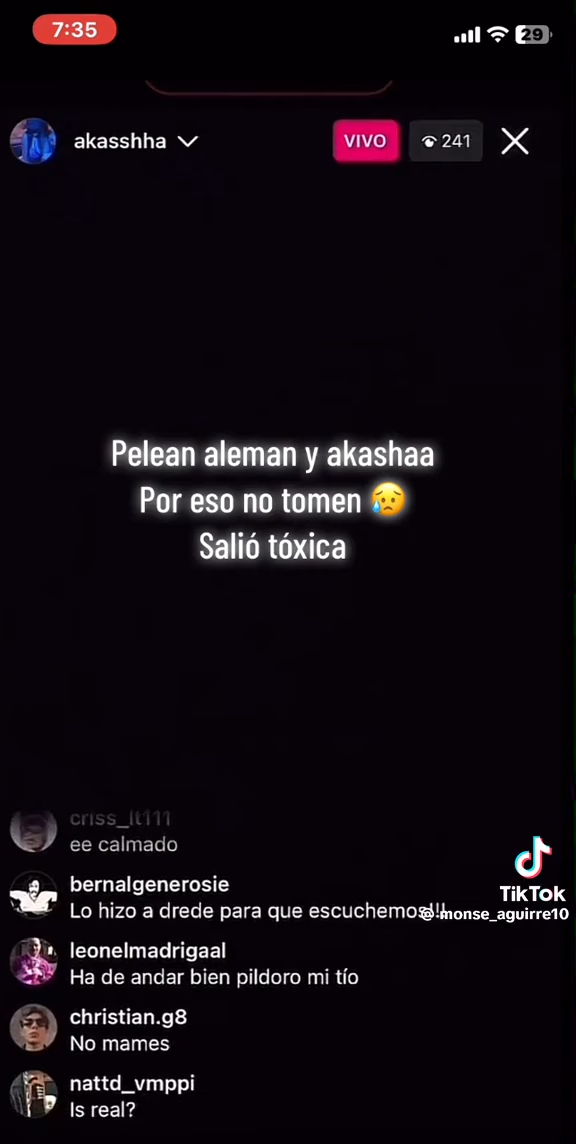 7:35
29
akasshha
VIVO
241
Pelean aleman y akashaa
Por eso no tomen 😥
Salió tóxica
criss_lt111
ee calmado
bernalgenerosie
Lo hizo a drede para que escuchemos!!!
leonelmadrigaal
Ha de andar bien pildoro mi tío
christian.g8
No mames
nattd_vmppi
Is real?
TikTok
@monse_aguirre10